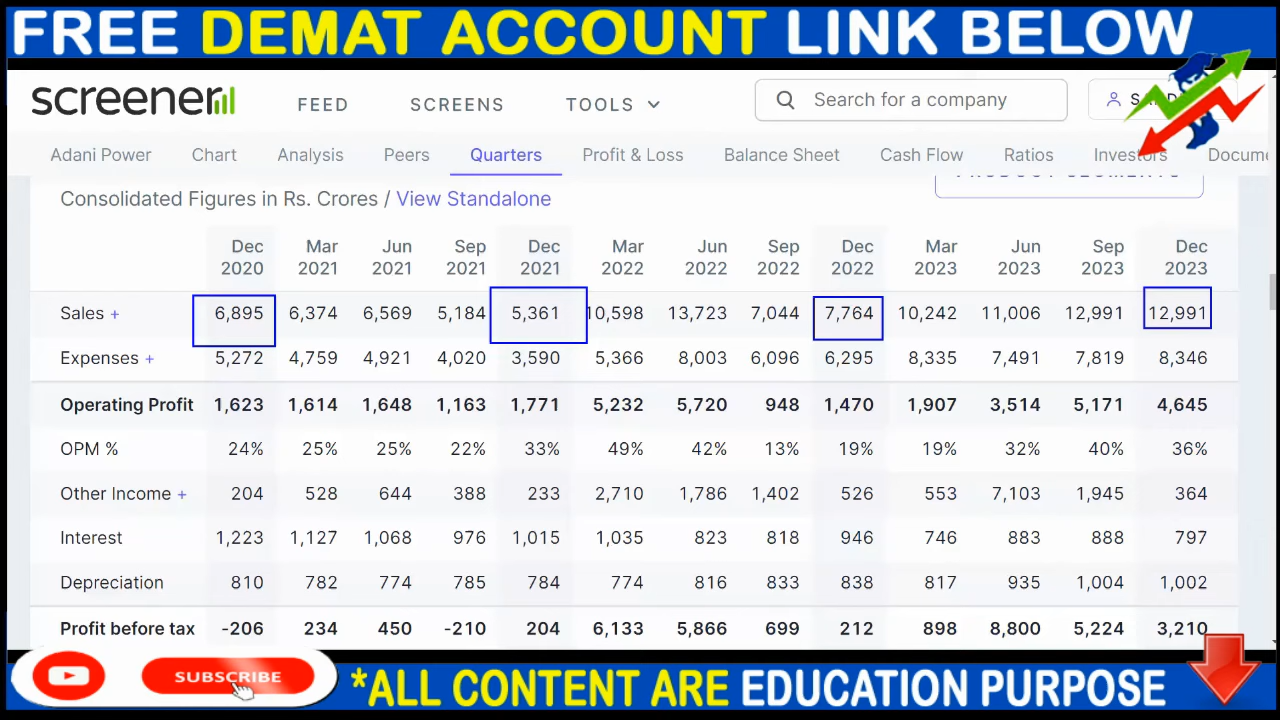 FREE DEMAT ACCOUNT LINK BELOW
screener FEED SCREENS TOOLS Search for a company
Adani Power Chart Analysis Peers Quarters Profit & Loss Balance Sheet Cash Flow Ratios Investors Docume
Consolidated Figures in Rs. Crores / View Standalone PRODUCT SEGMENTS
Dec Mar Jun Sep Dec Mar Jun Sep Dec Mar Jun Sep Dec
2020 2021 2021 2021 2021 2022 2022 2022 2022 2023 2023 2023 2023
Sales + 6,895 6,374 6,569 5,184 5,361 10,598 13,723 7,044 7,764 10,242 11,006 12,991 12,991
Expenses + 5,272 4,759 4,921 4,020 3,590 5,366 8,003 6,096 6,295 8,335 7,491 7,819 8,346
Operating Profit 1,623 1,614 1,648 1,163 1,771 5,232 5,720 948 1,470 1,907 3,514 5,171 4,645
OPM % 24% 25% 25% 22% 33% 49% 42% 13% 19% 19% 32% 40% 36%
Other Income + 204 528 644 388 233 2,710 1,786 1,402 526 553 7,103 1,945 364
Interest 1,223 1,127 1,068 976 1,015 1,035 823 818 946 746 883 888 797
Depreciation 810 782 774 785 784 774 816 833 838 817 935 1,004 1,002
Profit before tax -206 234 450 -210 204 6,133 5,866 699 212 898 8,800 5,224 3,210
SUBSCRIBE *ALL CONTENT ARE EDUCATION PURPOSE